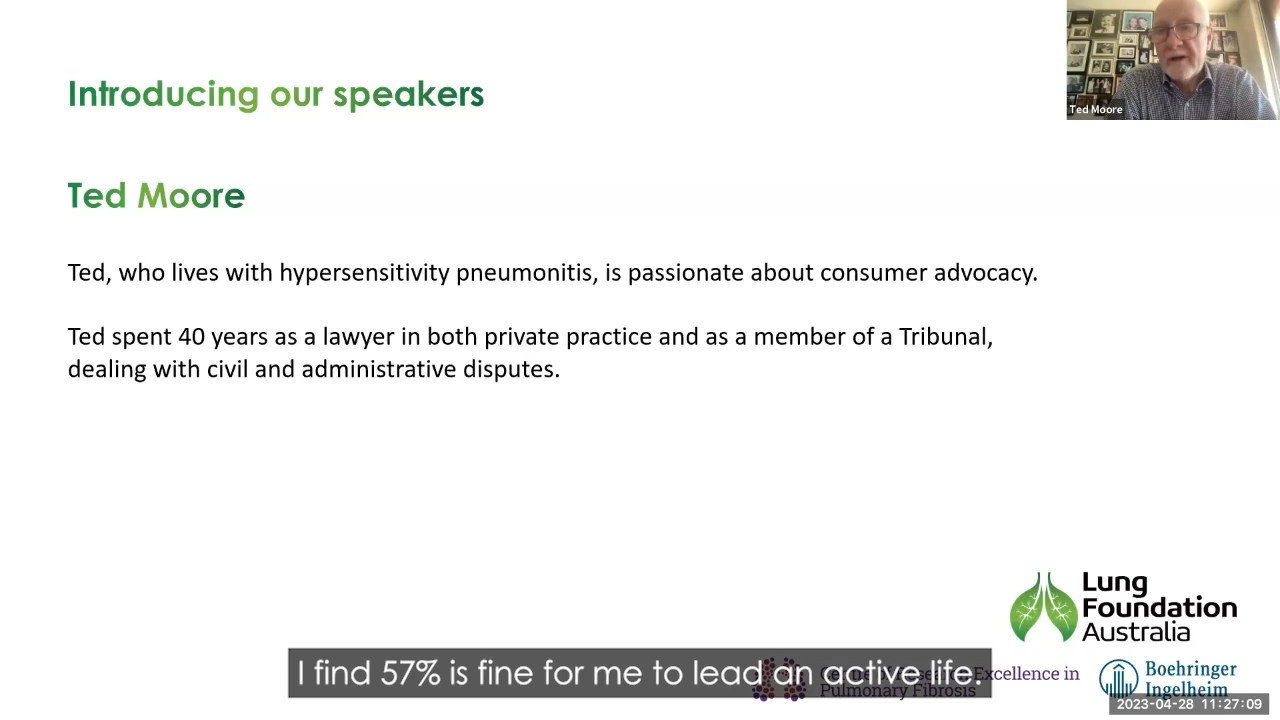 Introducing our speakers
Ted Moore
Ted Moore
Ted, who lives with hypersensitivity pneumonitis, is passionate about consumer advocacy.
Ted spent 40 years as a lawyer in both private practice and as a member of a Tribunal,
dealing with civil and administrative disputes.
Lung
Foundation
Australia
I find 57% is fine for me to lead an active life.
Centre of Research Excellence in
Pulmonary Fibrosis
Boehringer
Ingelheim
2023-04-28 11:27:09